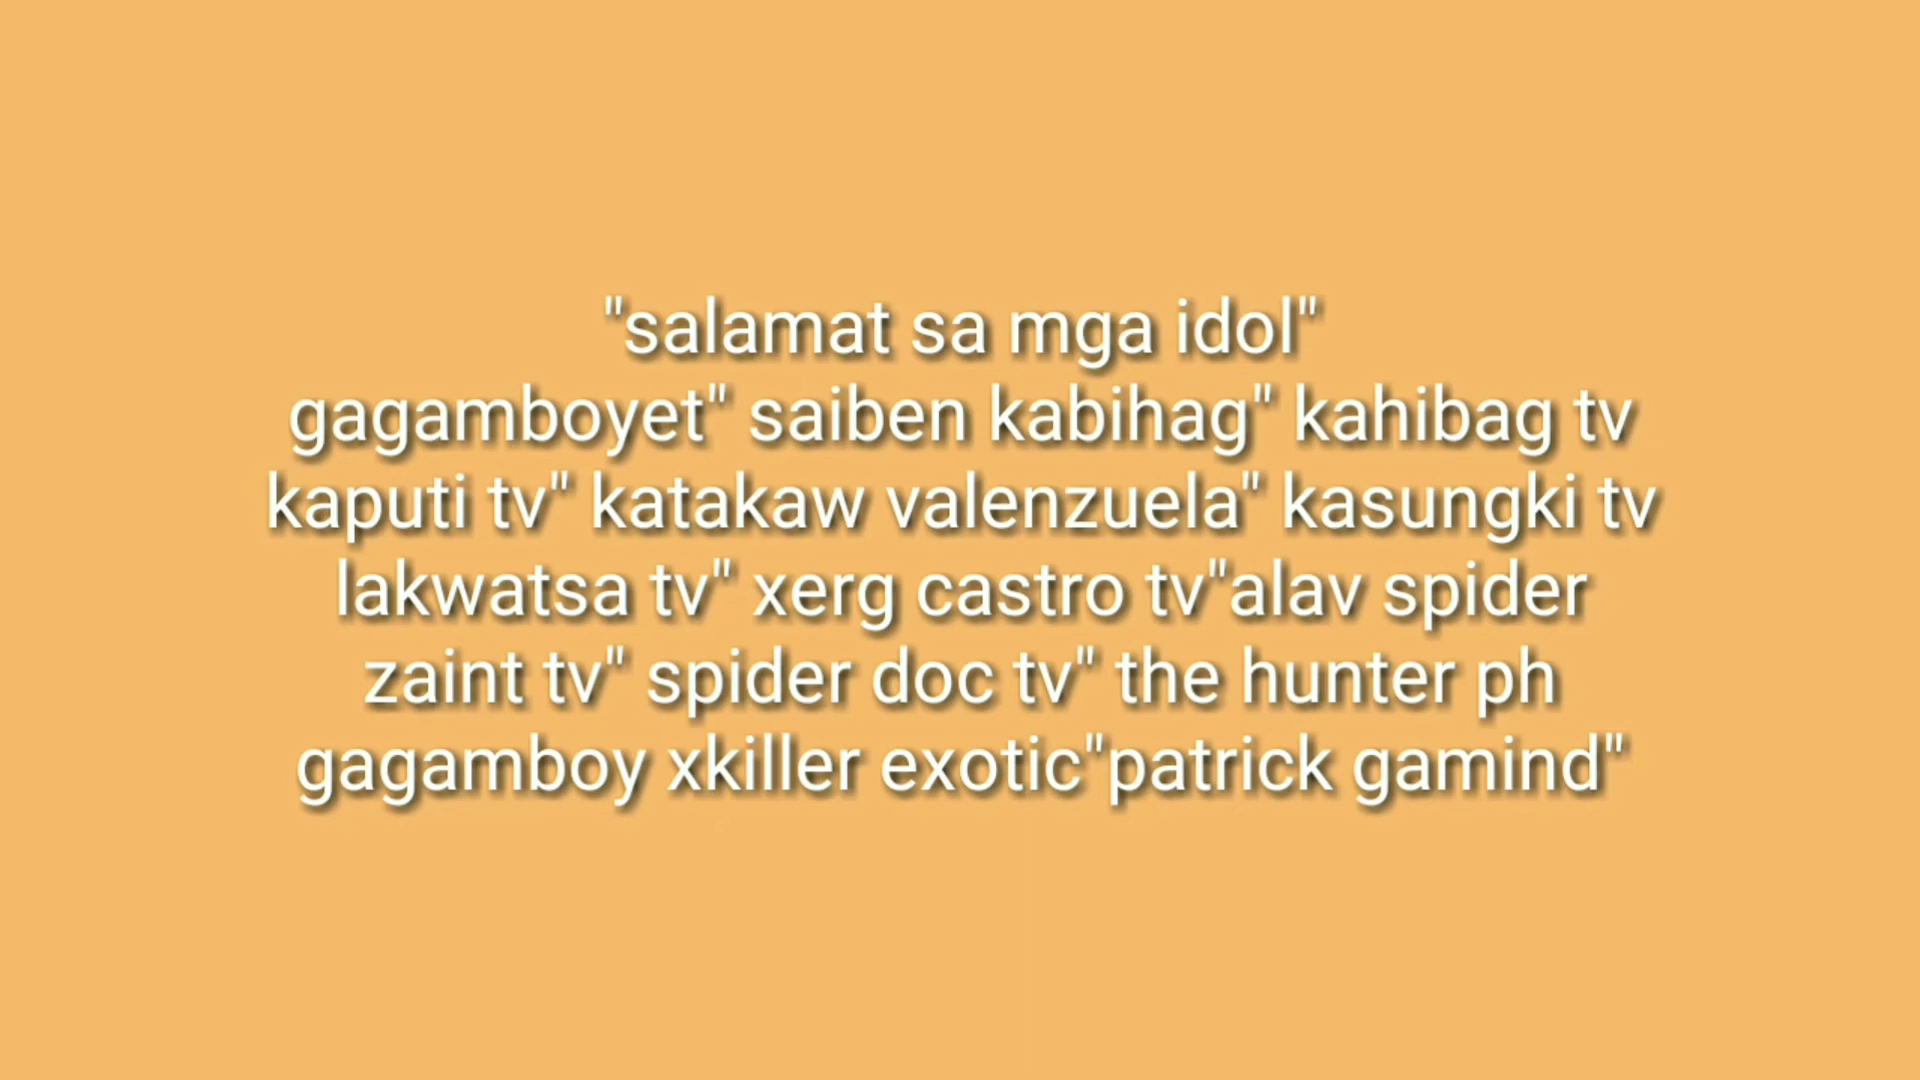 "salamat sa mga idol"
gagamboyet" saiben kabihag" kahibag tv
kaputi tv" katakaw valenzuela" kasungki tv
lakwatsa tv" xerg castro tv"alav spider
zaint tv" spider doc tv" the hunter ph
gagamboy xkiller exotic"patrick gamind"